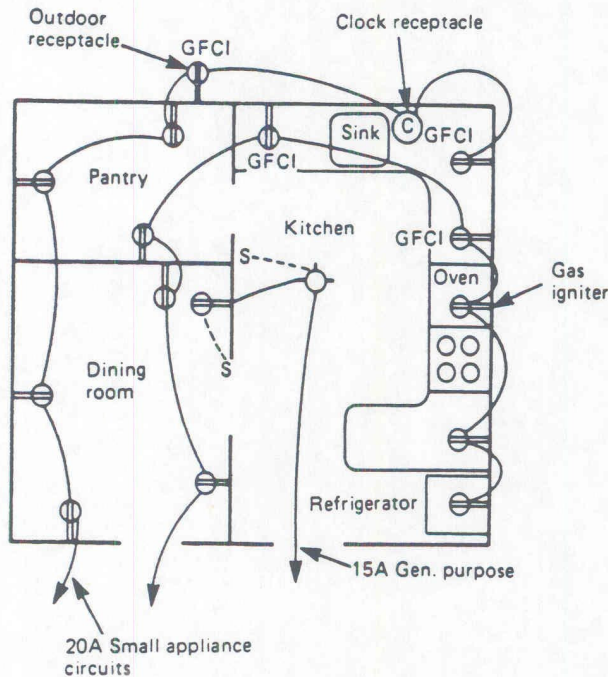 Outdoor
receptacle
GFCI
Clock receptacle
Sink
C
GFCI
GFCI
Pantry
Kitchen
GFCI
S
Oven
Gas
igniter
S
Dining
room
Refrigerator
15A Gen. purpose
20A Small appliance
circuits